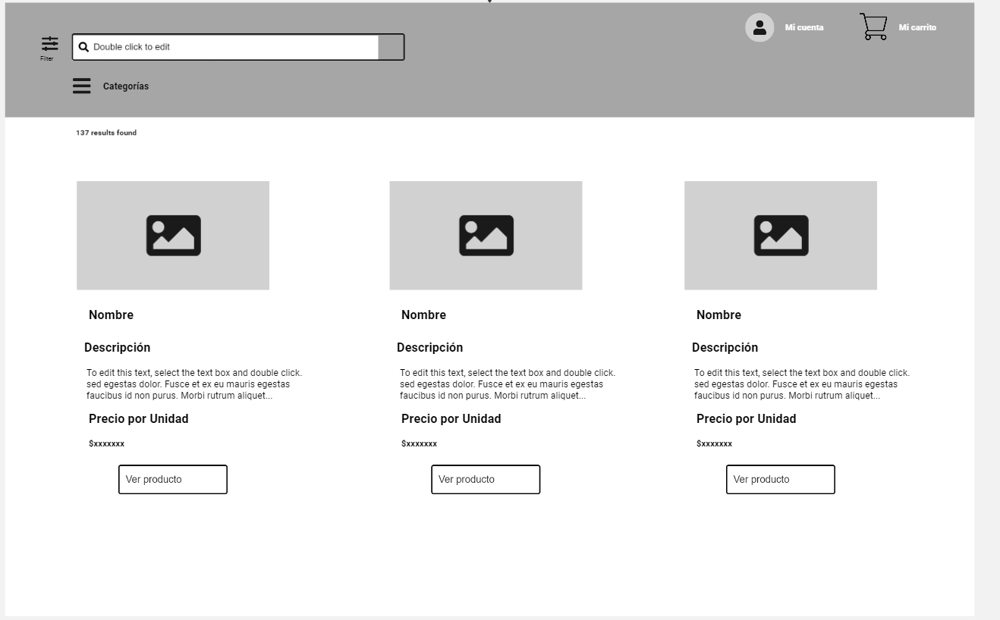 Mi cuenta
Mi carrito
Filter
Double click to edit
Categorías
137 results found
Nombre
Descripción
To edit this text, select the text box and double click.
sed egestas dolor. Fusce et ex eu mauris egestas
faucibus id non purus. Morbi rutrum aliquet...
Precio por Unidad
$xxxxxxx
Ver producto
Nombre
Descripción
To edit this text, select the text box and double click.
sed egestas dolor. Fusce et ex eu mauris egestas
faucibus id non purus. Morbi rutrum aliquet...
Precio por Unidad
$xxxxxxx
Ver producto
Nombre
Descripción
To edit this text, select the text box and double click.
sed egestas dolor. Fusce et ex eu mauris egestas
faucibus id non purus. Morbi rutrum aliquet...
Precio por Unidad
$xxxxxxx
Ver producto